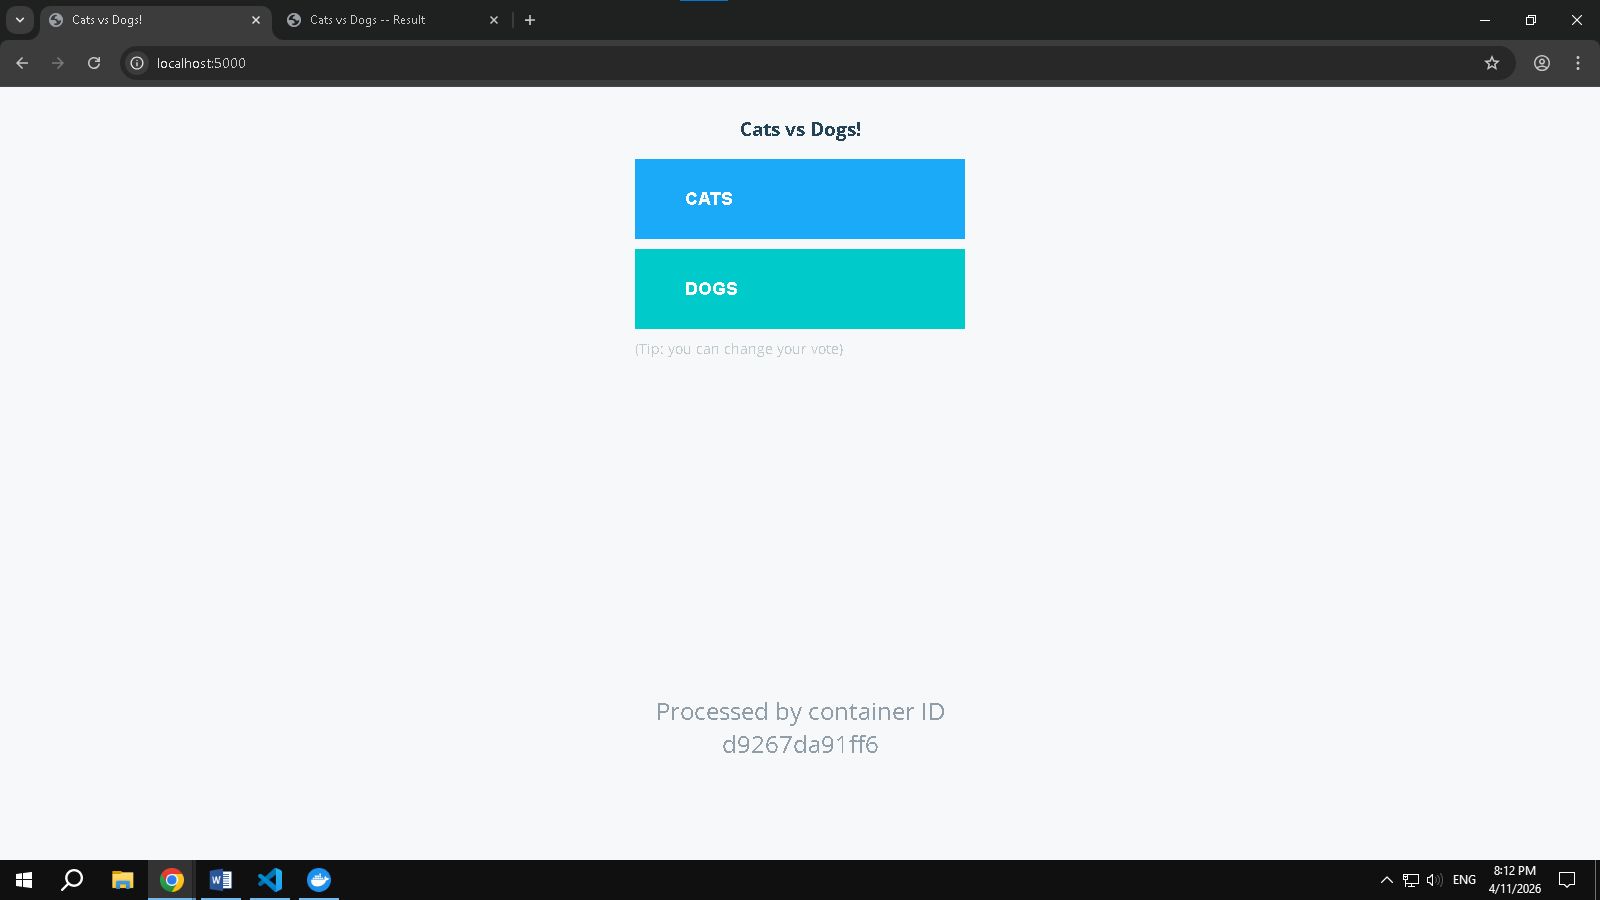 Cats vs Dogs!
Cats vs Dogs -- Result
localhost:5000
Cats vs Dogs!
CATS
DOGS
(Tip: you can change your vote)
Processed by container ID
d9267da91ff6
ENG
8:12 PM
4/11/2026